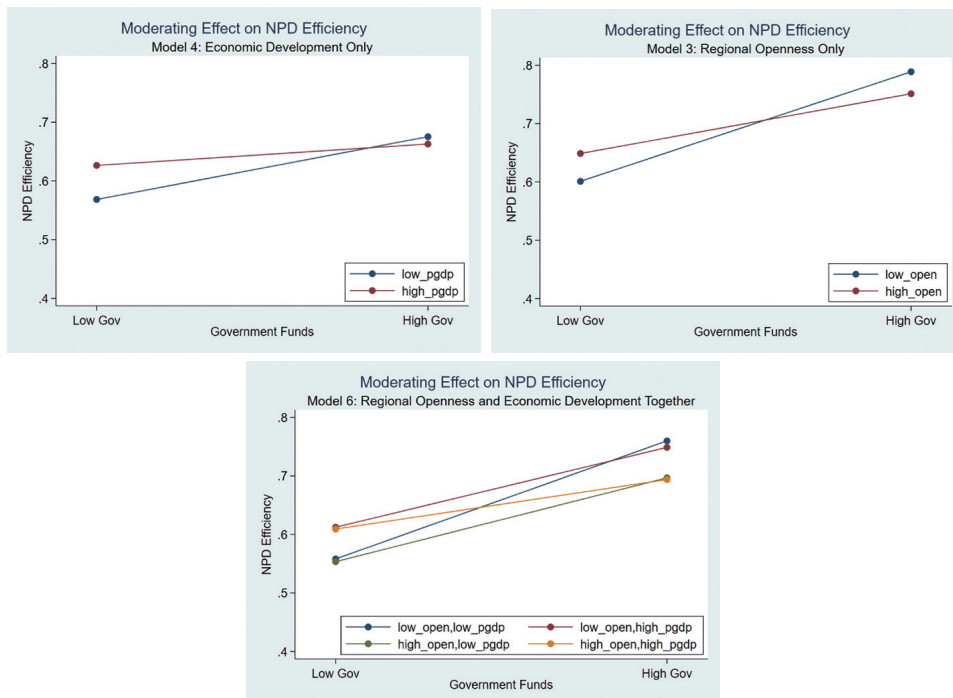 Moderating Effect on NPD Efficiency
Model 4: Economic Development Only
.8
.7
.6
.5
.4
NPD Efficiency
low_pgdp
high_pgdp
Low Gov
High Gov
Government Funds
Moderating Effect on NPD Efficiency
Model 3: Regional Openness Only
.8
.7
.6
.5
.4
NPD Efficiency
low_open
high_open
Low Gov
High Gov
Government Funds
Moderating Effect on NPD Efficiency
Model 6: Regional Openness and Economic Development Together
.8
.7
.6
.5
.4
NPD Efficiency
low_open,low_pgdp
low_open,high_pgdp
high_open,low_pgdp
high_open,high_pgdp
Low Gov
High Gov
Government Funds